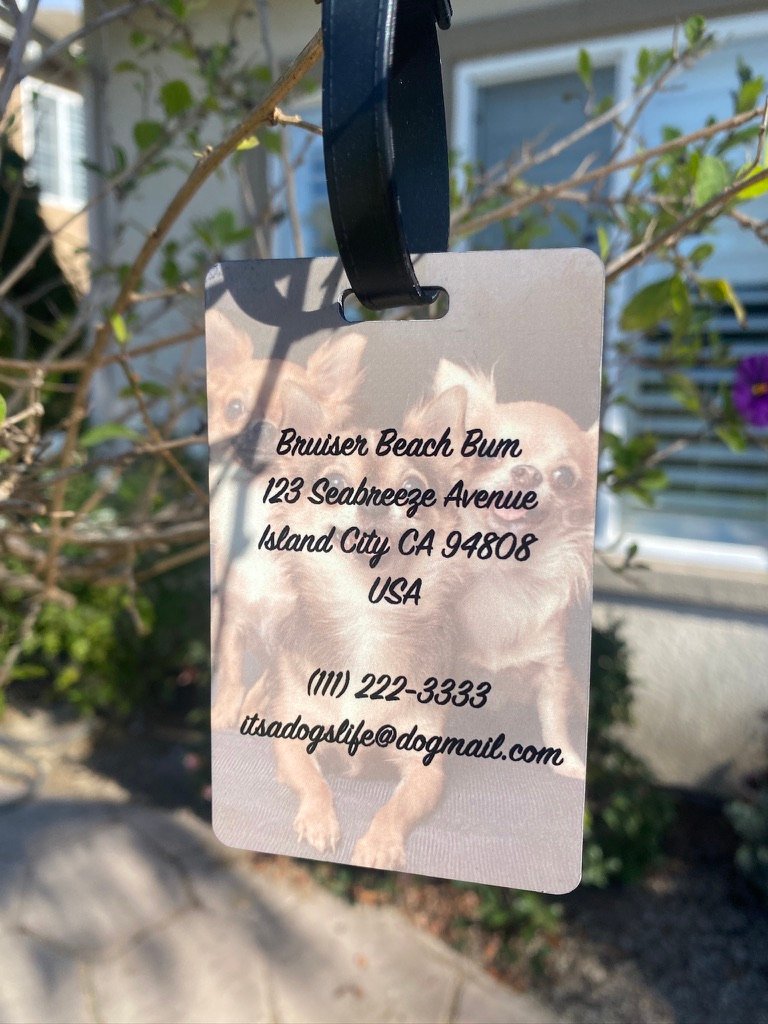 Bruiser Beach Bum
123 Seabreeze Avenue
Island City CA 94808
USA
(111) 222-3333
itsadogslife@dogmail.com